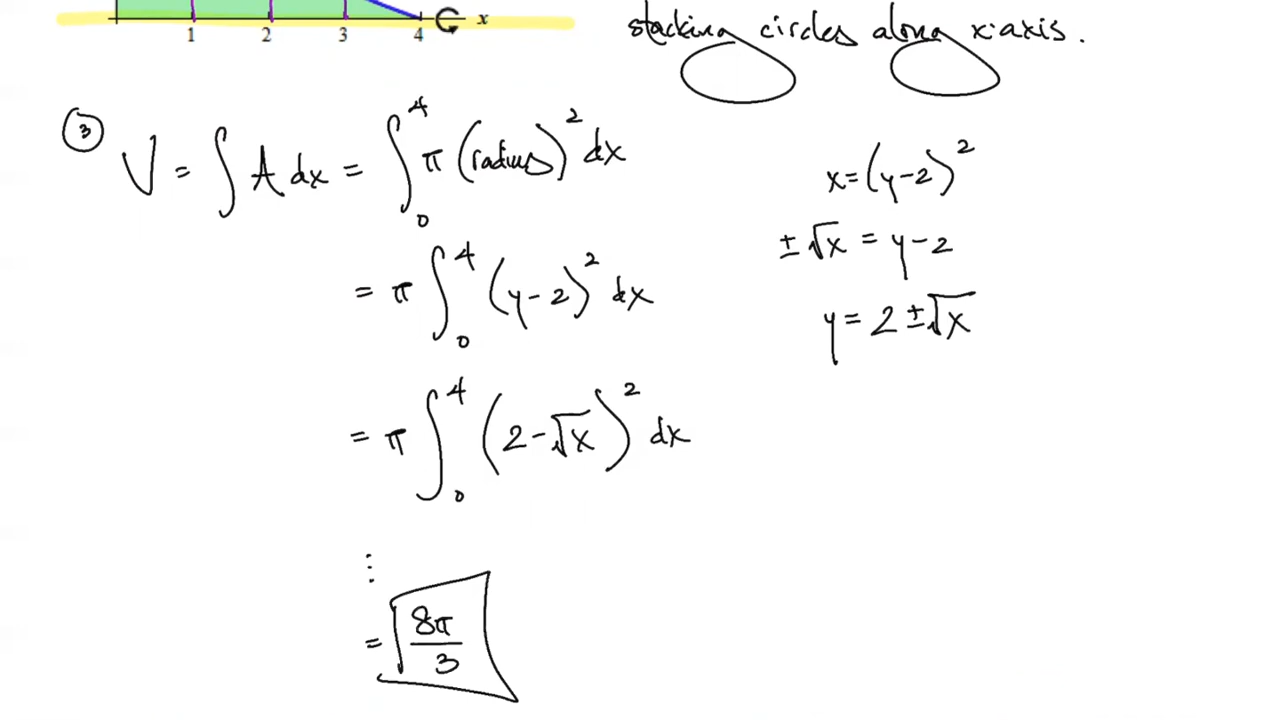 1 2 3 4 x
stacking circles along x-axis.
③ V = ∫ A dx = ∫₀⁴ π (radius)² dx
= π ∫₀⁴ (y-2)² dx
= π ∫₀⁴ (2-√x)² dx
⋮
= 8π/3
x = (y-2)²
±√x = y-2
y = 2 ± √x